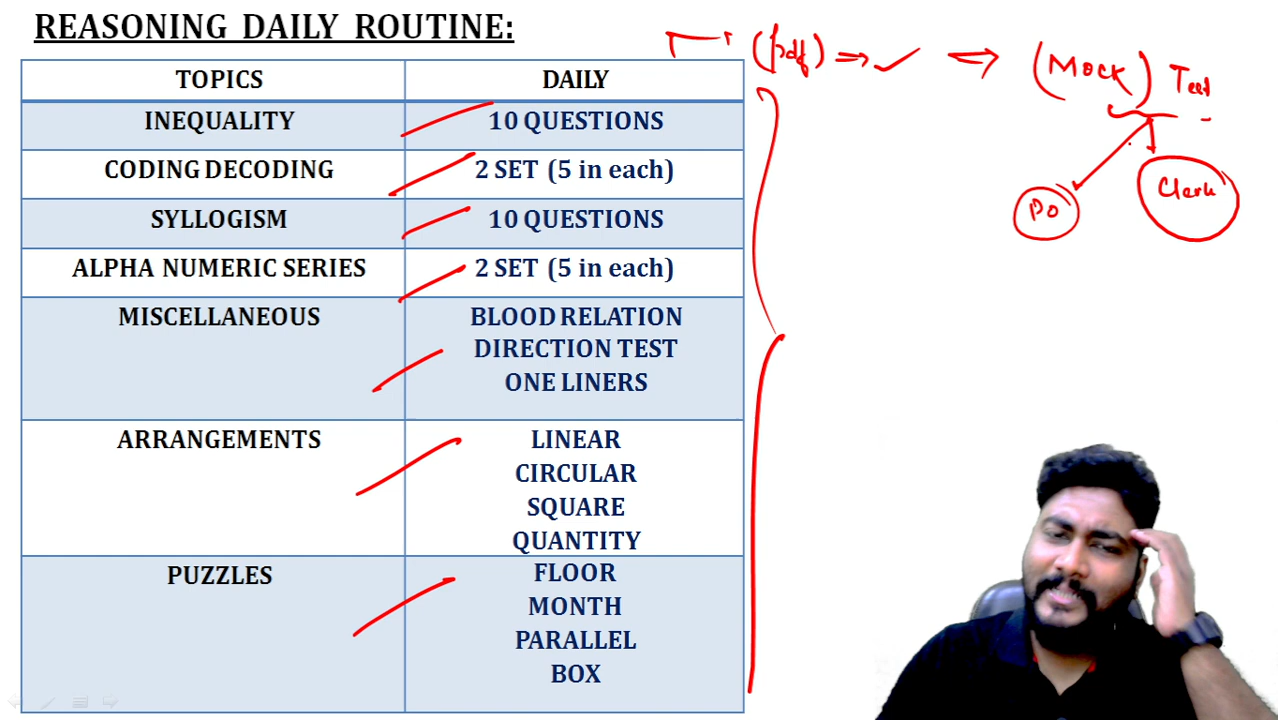 REASONING DAILY ROUTINE:
(pdf) ⇒ ✓ ⇒ (Mock) Test
TOPICS DAILY
INEQUALITY 10 QUESTIONS
CODING DECODING 2 SET (5 in each)
PO Clerk
SYLLOGISM 10 QUESTIONS
ALPHA NUMERIC SERIES 2 SET (5 in each)
MISCELLANEOUS BLOOD RELATION
DIRECTION TEST
ONE LINERS
ARRANGEMENTS LINEAR
CIRCULAR
SQUARE
QUANTITY
PUZZLES FLOOR
MONTH
PARALLEL
BOX